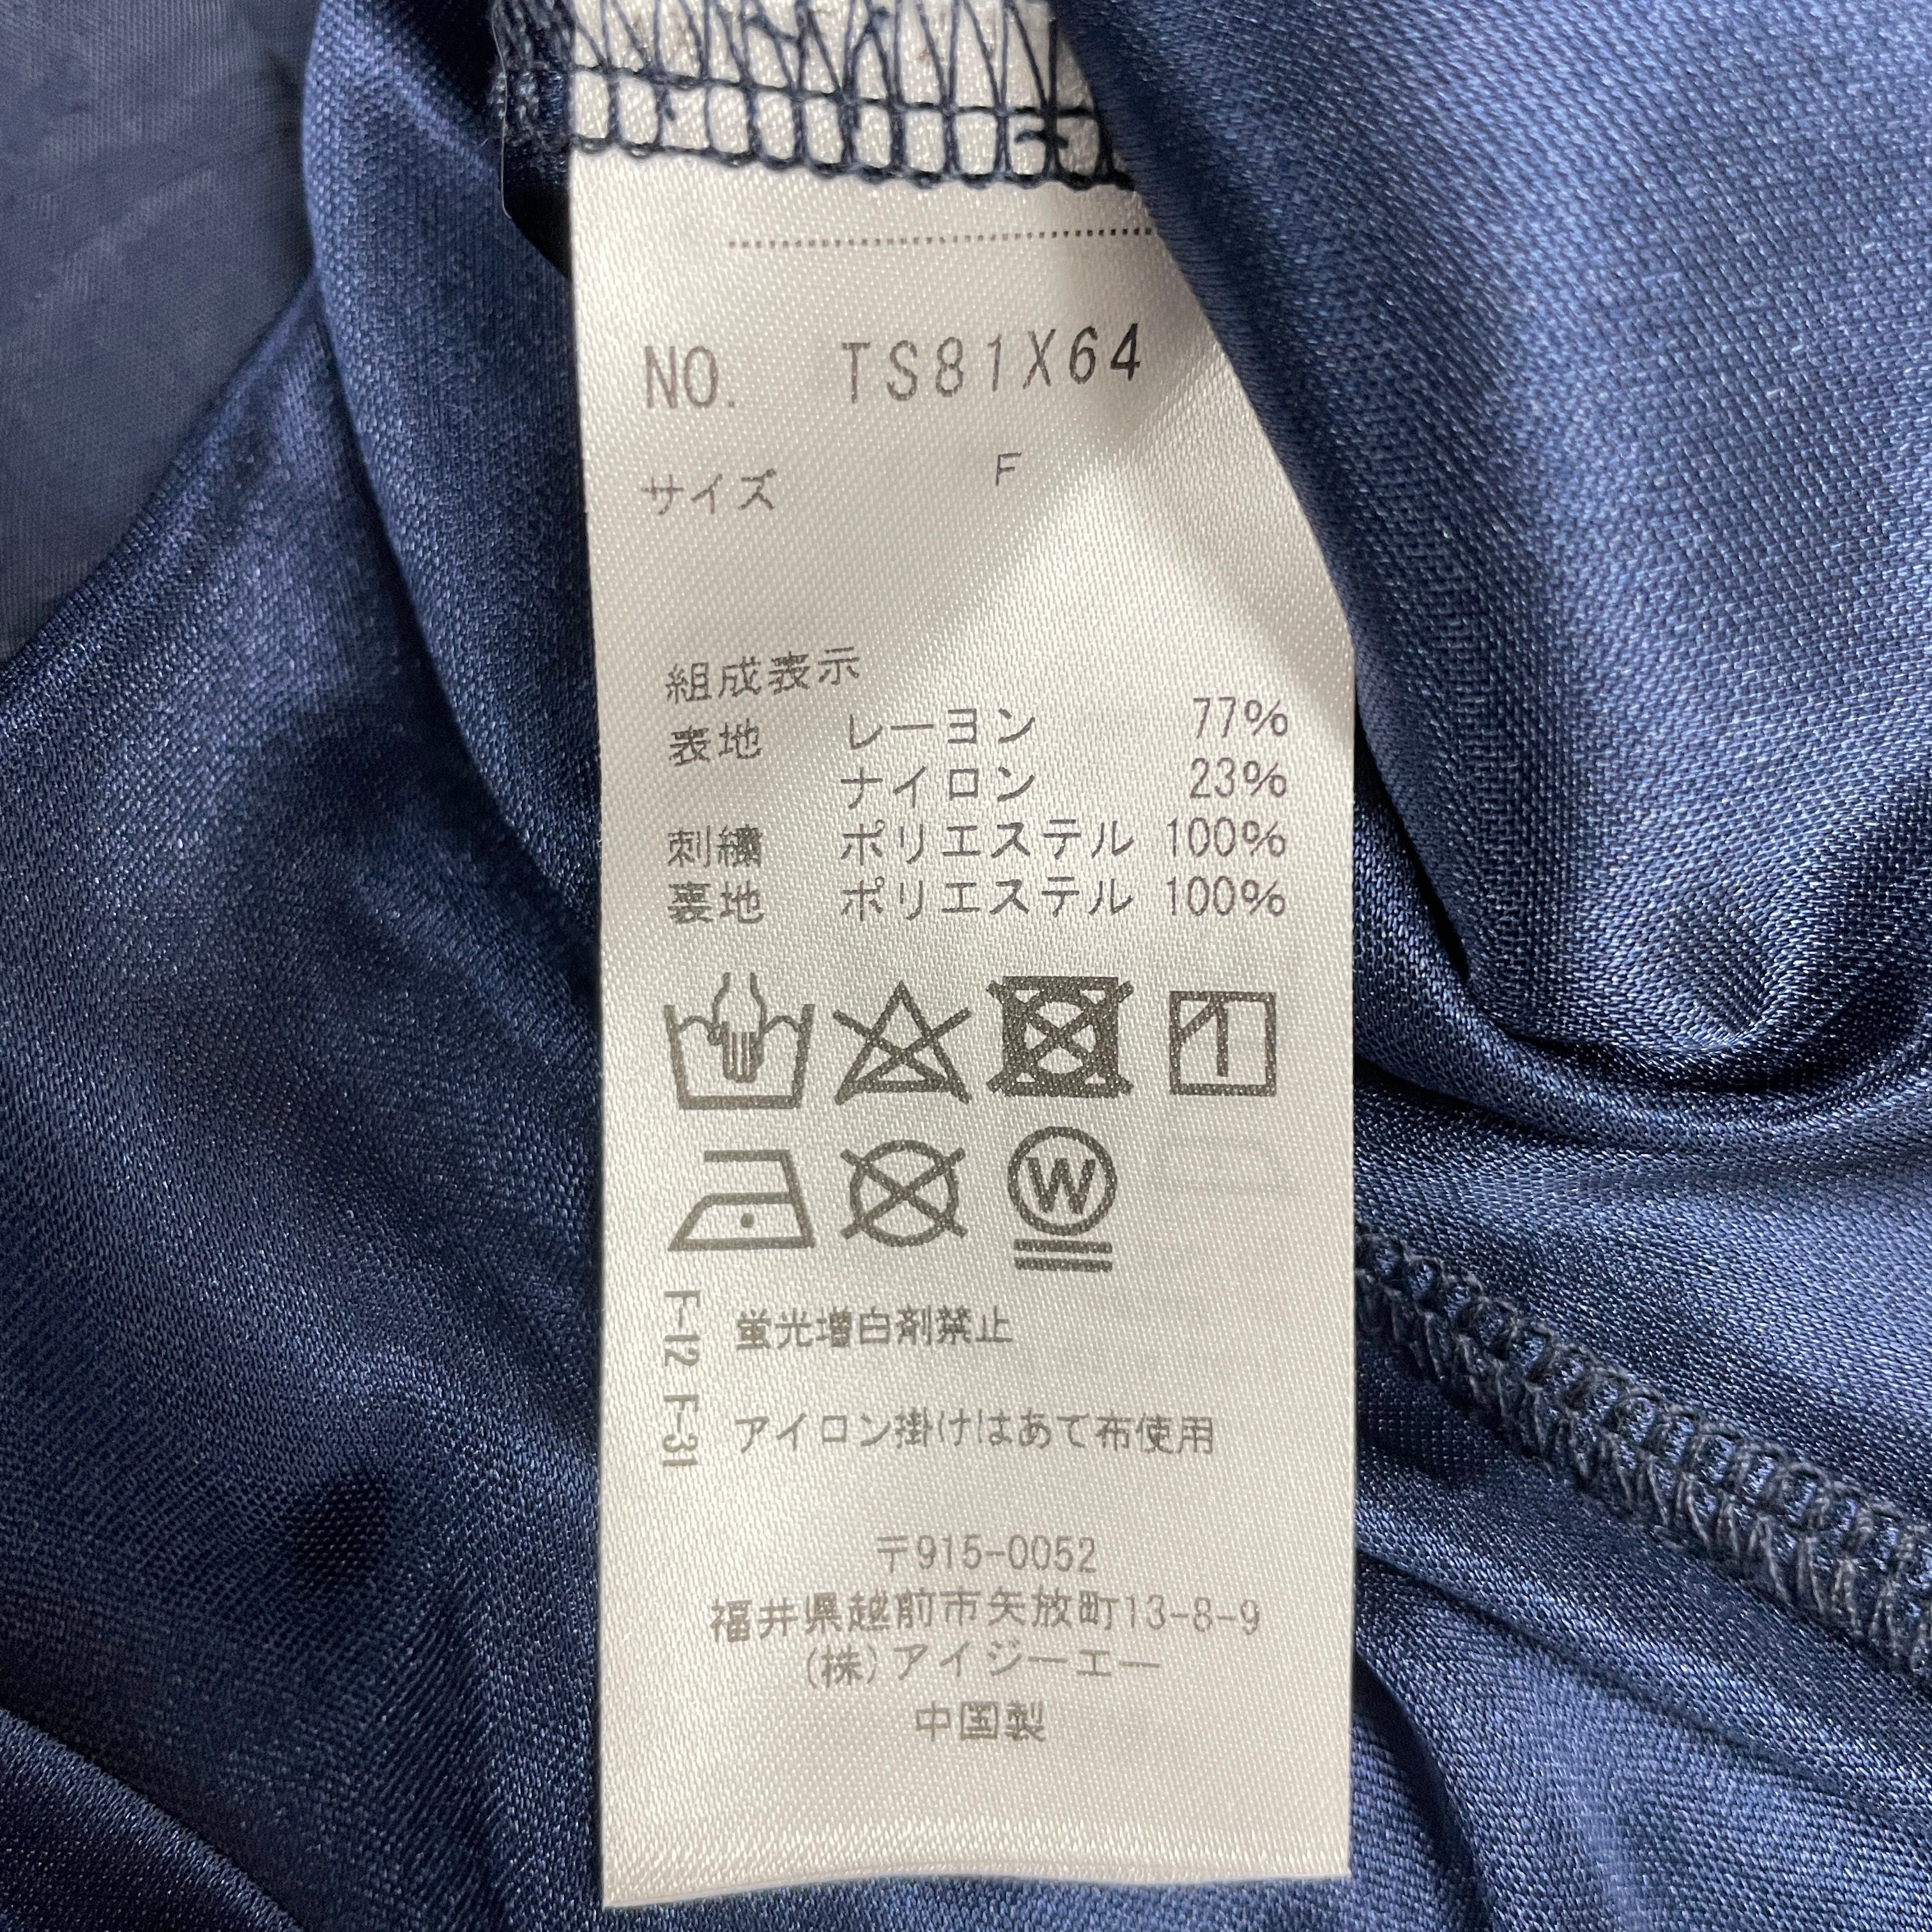 NO. TS81X64
サイズ F
組成表示
表地 レーヨン 77%
ナイロン 23%
刺繍 ポリエステル 100%
裏地 ポリエステル 100%
W
F-12 蛍光増白剤禁止
F-31 アイロン掛けはあて布使用
〒915-0052
福井県越前市矢放町13-8-9
(株)アイジーエー
中国製